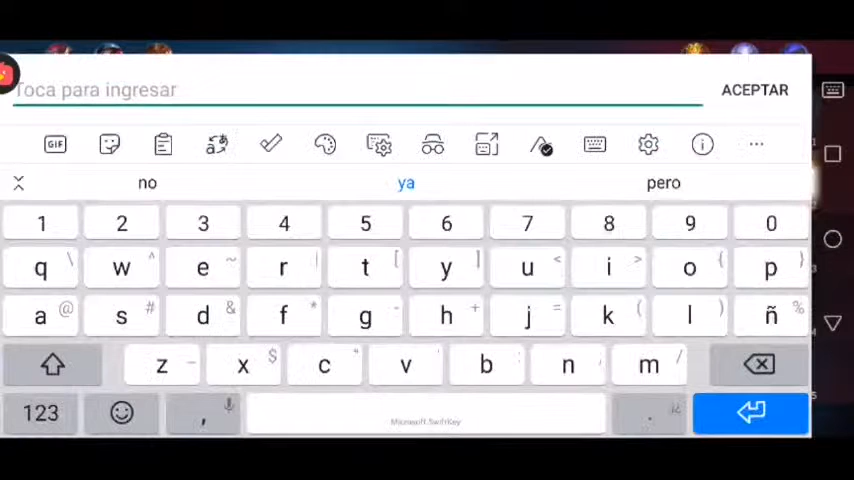 Toca para ingresar
ACEPTAR
GIF
no ya pero
1 2 3 4 5 6 7 8 9 0
q \ w ^ e ~ r | t [ y ] u < i > o { p }
a @ s # d & f * g - h + j = k ( l ) ñ %
z _ x $ c " v ' b : n ; m /
123 , Microsoft SwiftKey . ¡¿